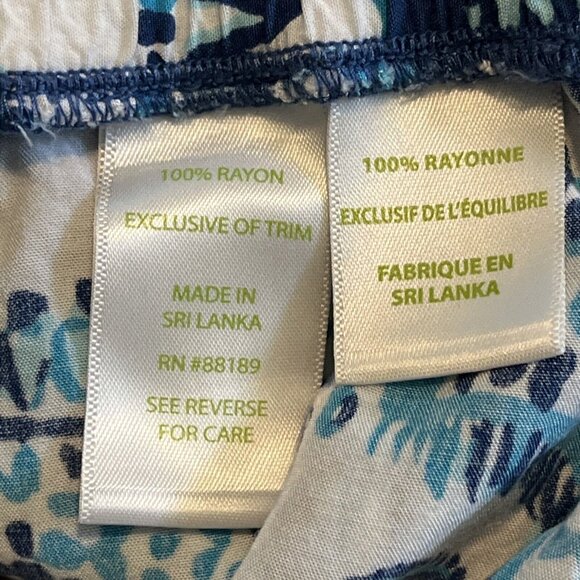 100% RAYON
EXCLUSIVE OF TRIM
MADE IN
SRI LANKA
RN #88189
SEE REVERSE
FOR CARE
100% RAYONNE
EXCLUSIF DE L'ÉQUILIBRE
FABRIQUE EN
SRI LANKA